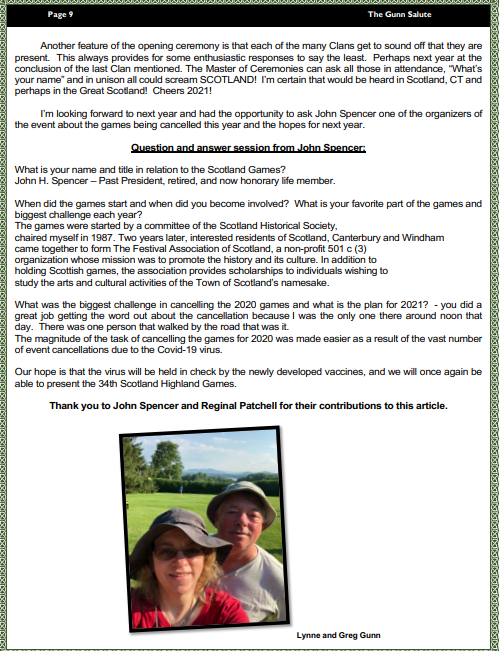 Page 9
The Gunn Salute
Another feature of the opening ceremony is that each of the many Clans get to sound off that they are
present.  This always provides for some enthusiastic responses to say the least.  Perhaps next year at the
conclusion of the last Clan mentioned. The Master of Ceremonies can ask all those in attendance, "What's
your name" and in unison all could scream SCOTLAND!  I'm certain that would be heard in Scotland, CT and
perhaps in the Great Scotland!  Cheers 2021!
I'm looking forward to next year and had the opportunity to ask John Spencer one of the organizers of
the event about the games being cancelled this year and the hopes for next year.
Question and answer session from John Spencer:
What is your name and title in relation to the Scotland Games?
John H. Spencer – Past President, retired, and now honorary life member.
When did the games start and when did you become involved?  What is your favorite part of the games and
biggest challenge each year?
The games were started by a committee of the Scotland Historical Society,
chaired myself in 1987. Two years later, interested residents of Scotland, Canterbury and Windham
came together to form The Festival Association of Scotland, a non-profit 501 c (3)
organization whose mission was to promote the history and its culture. In addition to
holding Scottish games, the association provides scholarships to individuals wishing to
study the arts and cultural activities of the Town of Scotland's namesake.
What was the biggest challenge in cancelling the 2020 games and what is the plan for 2021?  - you did a
great job getting the word out about the cancellation because I was the only one there around noon that
day.  There was one person that walked by the road that was it.
The magnitude of the task of cancelling the games for 2020 was made easier as a result of the vast number
of event cancellations due to the Covid-19 virus.
Our hope is that the virus will be held in check by the newly developed vaccines, and we will once again be
able to present the 34th Scotland Highland Games.
Thank you to John Spencer and Reginal Patchell for their contributions to this article.
Lynne and Greg Gunn